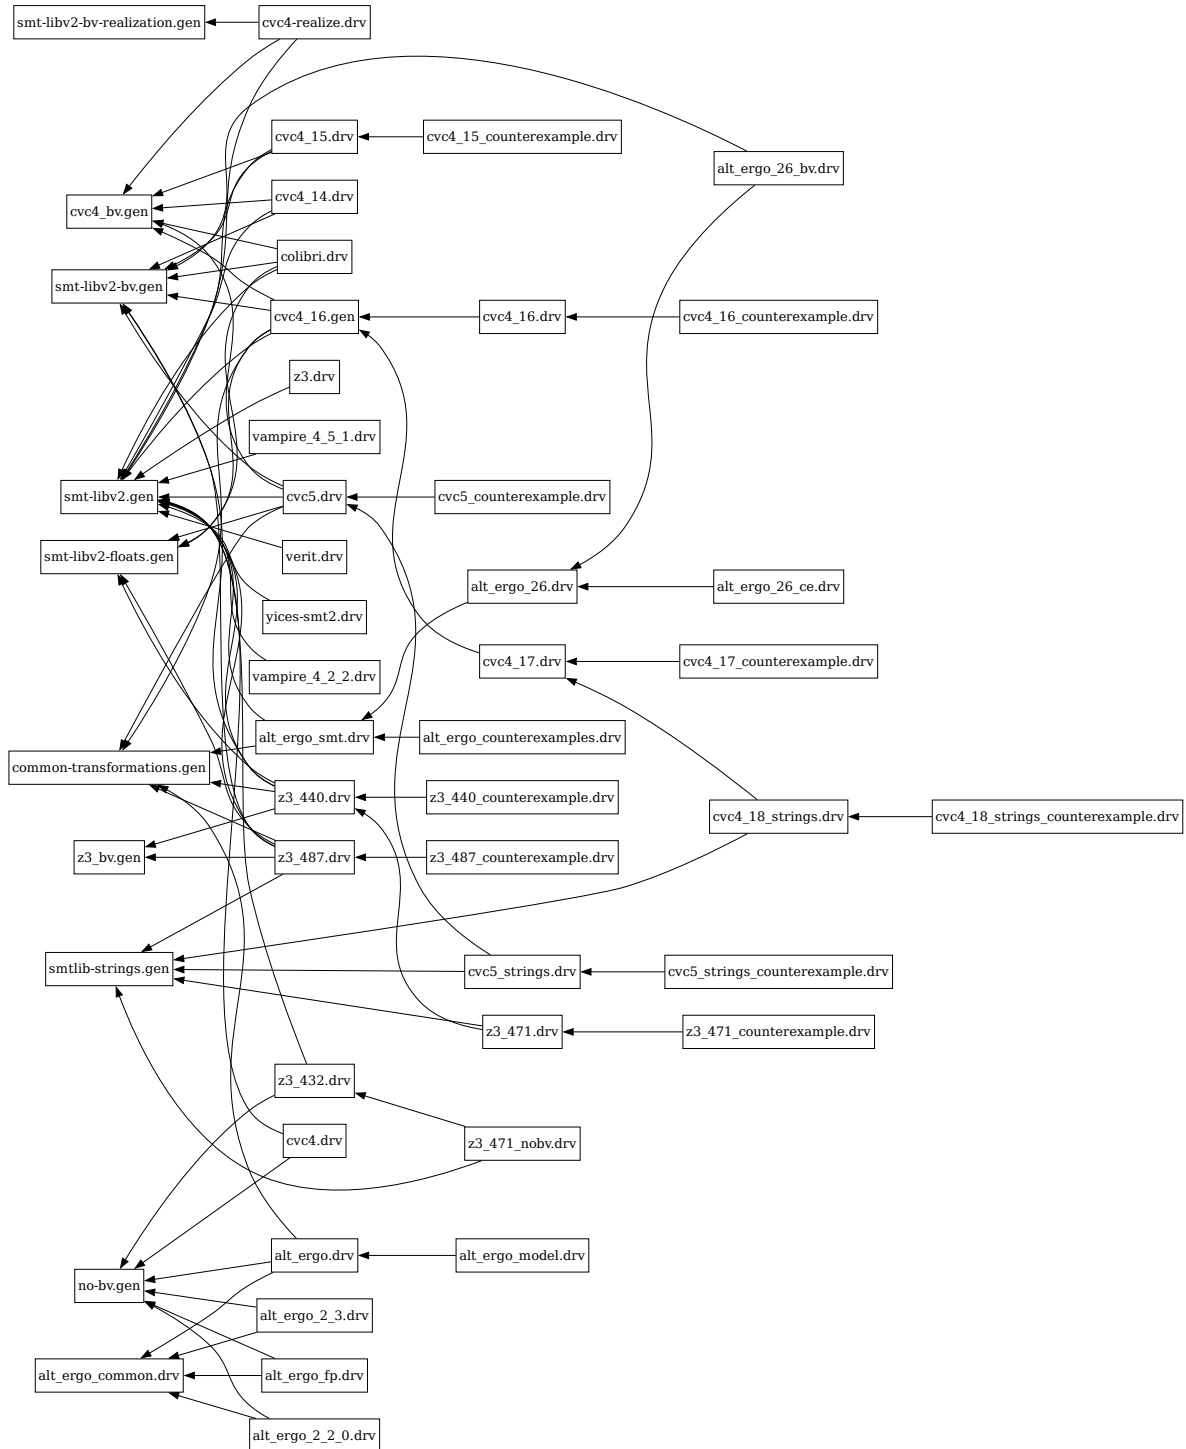 smt-libv2-bv-realization.gen
cvc4-realize.drv
cvc4_15.drv
cvc4_15_counterexample.drv
alt_ergo_26_bv.drv
cvc4_14.drv
cvc4_bv.gen
colibri.drv
smt-libv2-bv.gen
cvc4_16.gen
cvc4_16.drv
cvc4_16_counterexample.drv
z3.drv
vampire_4_5_1.drv
smt-libv2.gen
cvc5.drv
cvc5_counterexample.drv
smt-libv2-floats.gen
verit.drv
alt_ergo_26.drv
alt_ergo_26_ce.drv
yices-smt2.drv
cvc4_17.drv
cvc4_17_counterexample.drv
vampire_4_2_2.drv
alt_ergo_smt.drv
alt_ergo_counterexamples.drv
common-transformations.gen
z3_440.drv
z3_440_counterexample.drv
cvc4_18_strings.drv
cvc4_18_strings_counterexample.drv
z3_bv.gen
z3_487.drv
z3_487_counterexample.drv
smtlib-strings.gen
cvc5_strings.drv
cvc5_strings_counterexample.drv
z3_471.drv
z3_471_counterexample.drv
z3_432.drv
cvc4.drv
z3_471_nobv.drv
alt_ergo.drv
alt_ergo_model.drv
no-bv.gen
alt_ergo_2_3.drv
alt_ergo_common.drv
alt_ergo_fp.drv
alt_ergo_2_2_0.drv